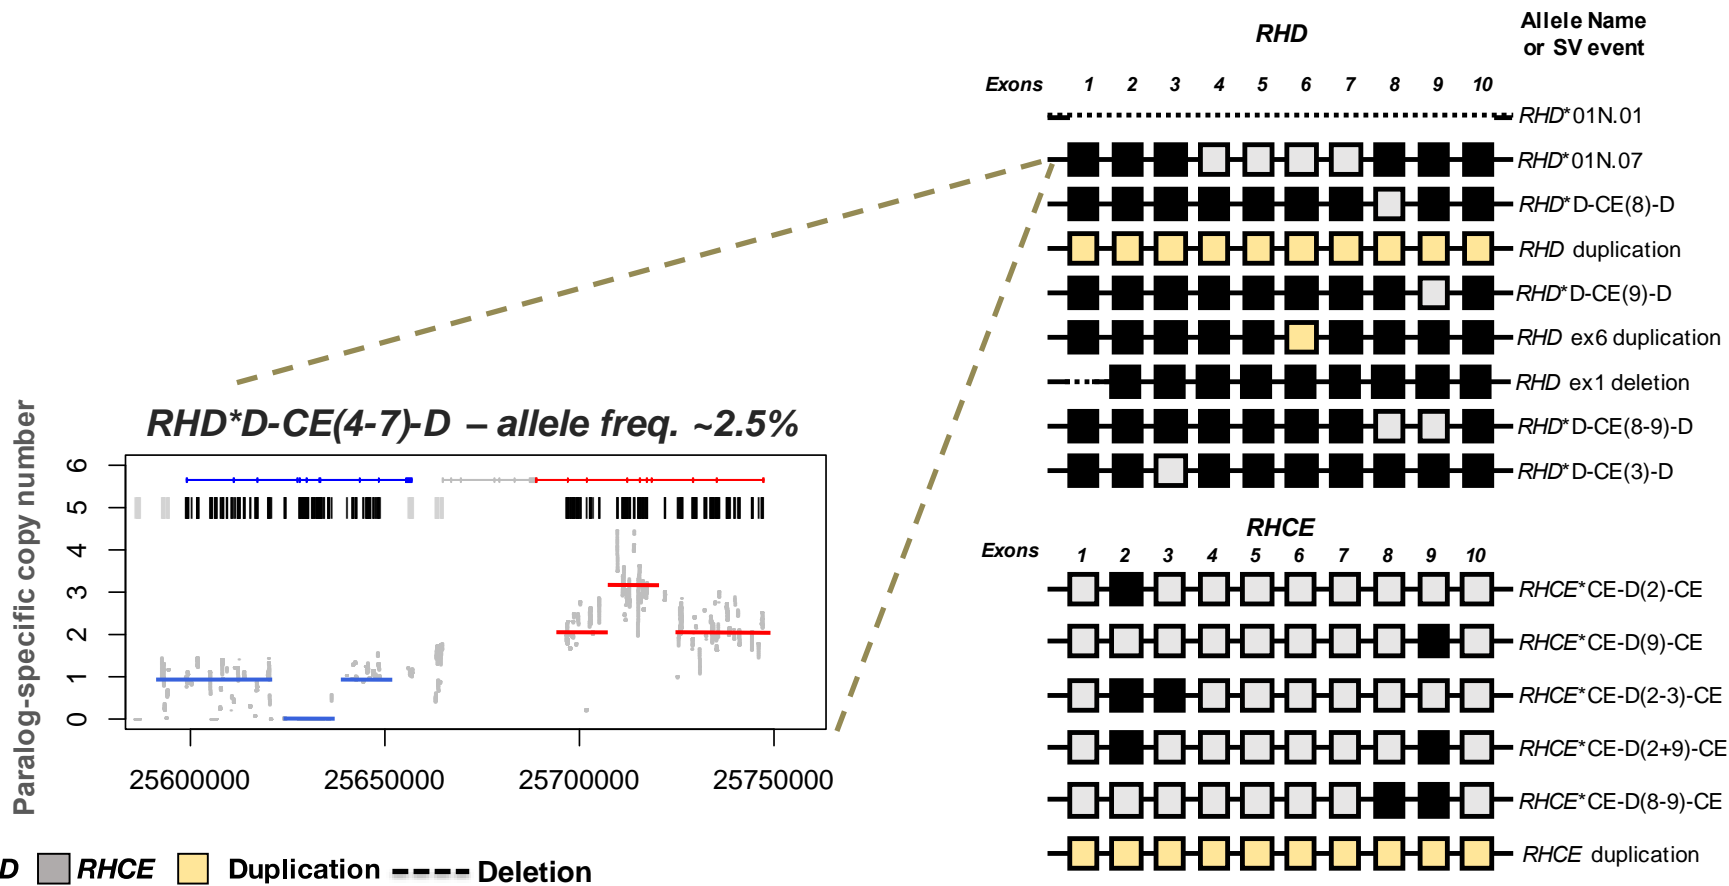 RHD
Allele Name
or SV event
Exons 1 2 3 4 5 6 7 8 9 10
RHD*01N.01
RHD*01N.07
RHD*D-CE(8)-D
RHD duplication
RHD*D-CE(9)-D
RHD ex6 duplication
RHD ex1 deletion
RHD*D-CE(8-9)-D
RHD*D-CE(3)-D
RHCE
Exons 1 2 3 4 5 6 7 8 9 10
RHCE*CE-D(2)-CE
RHCE*CE-D(9)-CE
RHCE*CE-D(2-3)-CE
RHCE*CE-D(2+9)-CE
RHCE*CE-D(8-9)-CE
RHCE duplication
RHD*D-CE(4-7)-D – allele freq. ~2.5%
Paralog-specific copy number
6
5
4
3
2
1
0
25600000 25650000 25700000 25750000
D RHCE Duplication Deletion